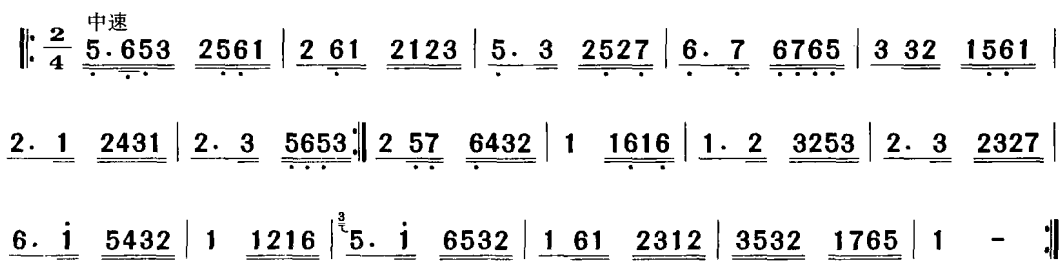 中速
‖: 2/4 5.653 2561 | 2 61 2123 | 5. 3 2527 | 6. 7 6765 | 3 32 1561 |
2. 1 2431 | 2. 3 5653 :‖ 2 57 6432 | 1 1616 | 1. 2 3253 | 2. 3 2327 |
6. i 5432 | 1 1216 | 3 5. i 6532 | 1 61 2312 | 3532 1765 | 1 - :‖